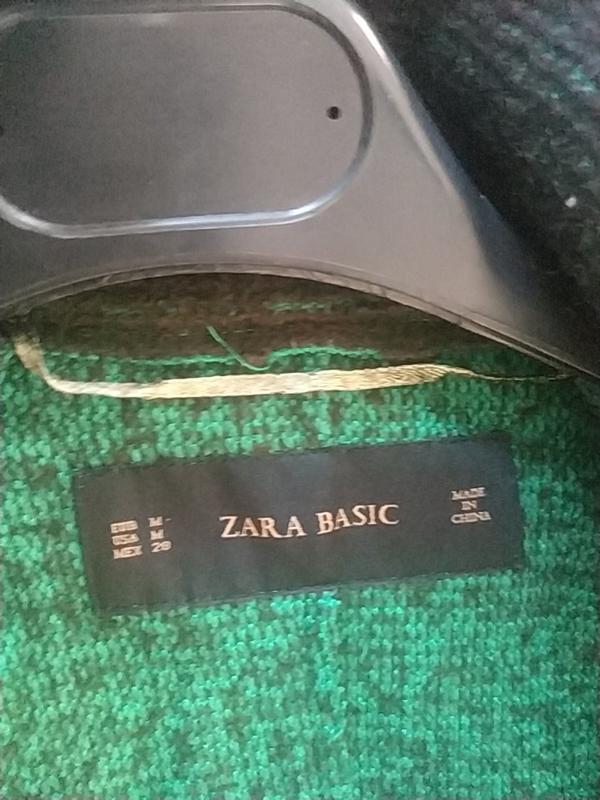 EUR M
USA M
MEX 28
ZARA BASIC
MADE
IN
CHINA